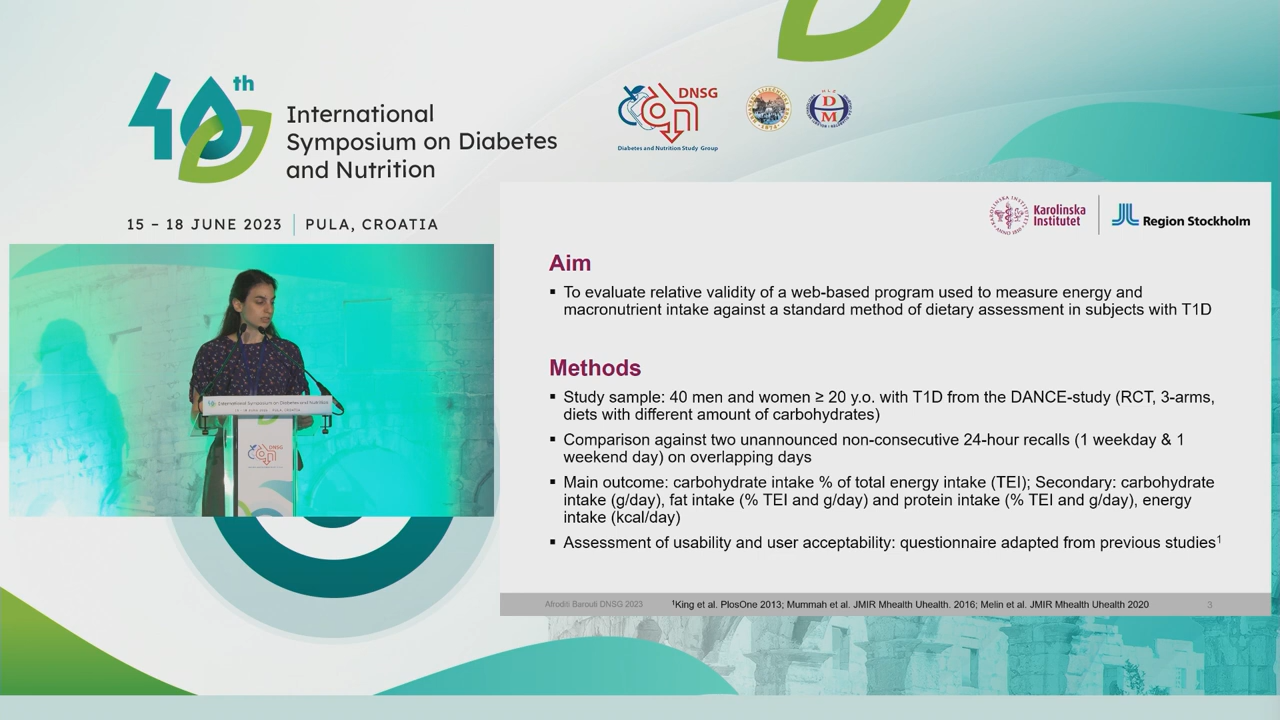 40th
International
Symposium on Diabetes
and Nutrition
15 – 18 JUNE 2023 | PULA, CROATIA
DNSG
Diabetes and Nutrition Study Group
DM
Karolinska
Institutet
Region Stockholm
Aim
▪ To evaluate relative validity of a web-based program used to measure energy and
macronutrient intake against a standard method of dietary assessment in subjects with T1D
Methods
▪ Study sample: 40 men and women ≥ 20 y.o. with T1D from the DANCE-study (RCT, 3-arms,
diets with different amount of carbohydrates)
▪ Comparison against two unannounced non-consecutive 24-hour recalls (1 weekday & 1
weekend day) on overlapping days
▪ Main outcome: carbohydrate intake % of total energy intake (TEI); Secondary: carbohydrate
intake (g/day), fat intake (% TEI and g/day) and protein intake (% TEI and g/day), energy
intake (kcal/day)
▪ Assessment of usability and user acceptability: questionnaire adapted from previous studies¹
Afroditi Barouti DNSG 2023
¹King et al. PlosOne 2013; Mummah et al. JMIR Mhealth Uhealth. 2016; Melin et al. JMIR Mhealth Uhealth 2020
3
International Symposium on Diabetes and Nutrition
DNSG